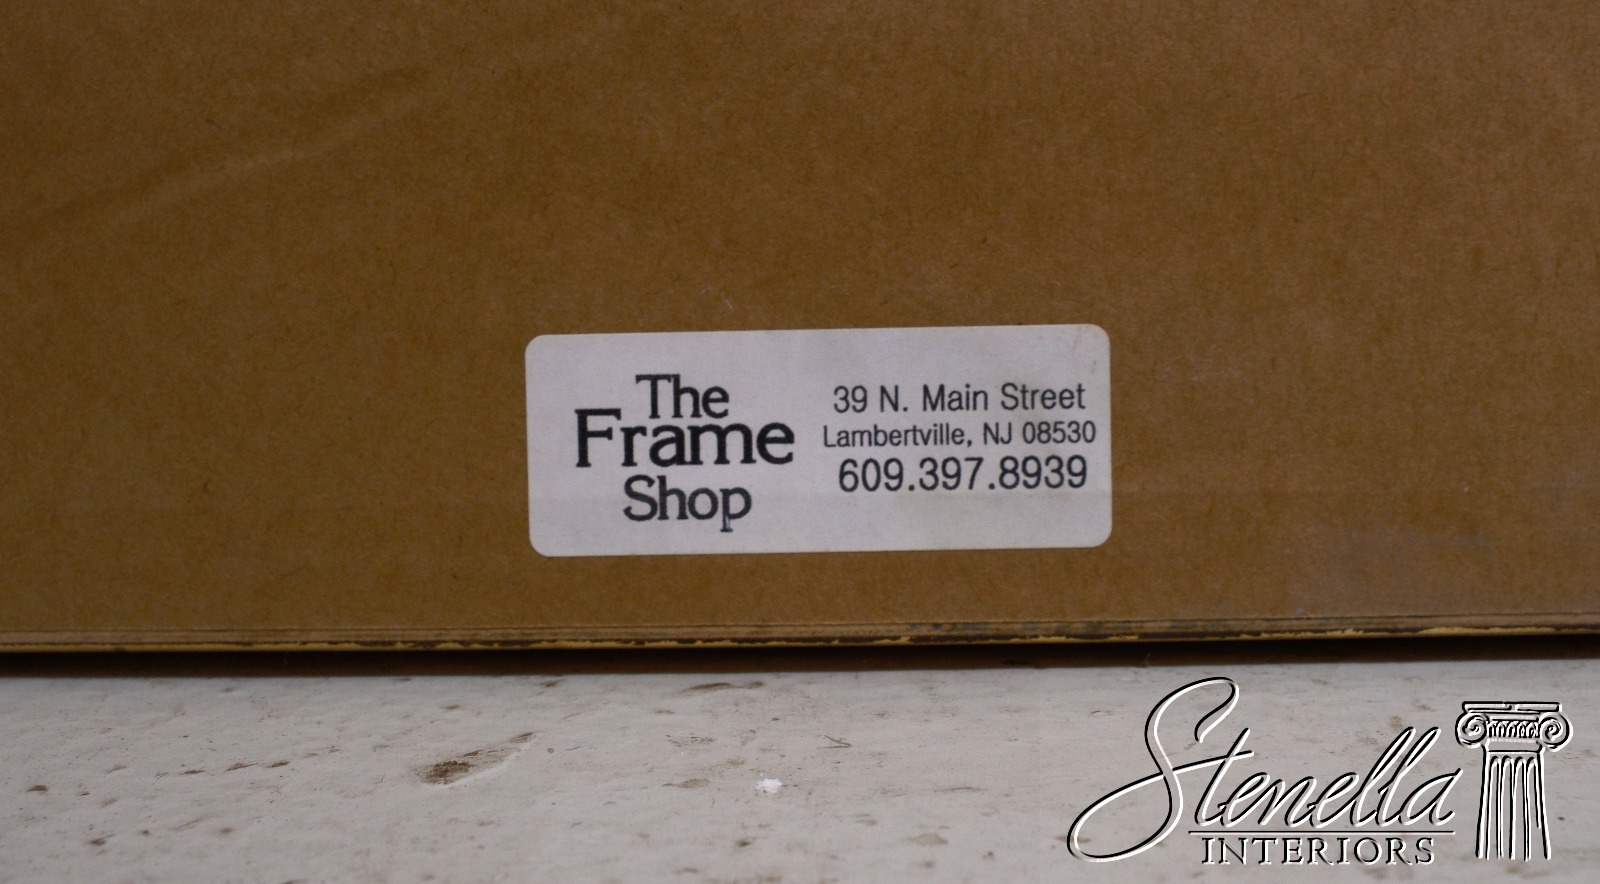 The
Frame
Shop
39 N. Main Street
Lambertville, NJ 08530
609.397.8939
Stenella
INTERIORS